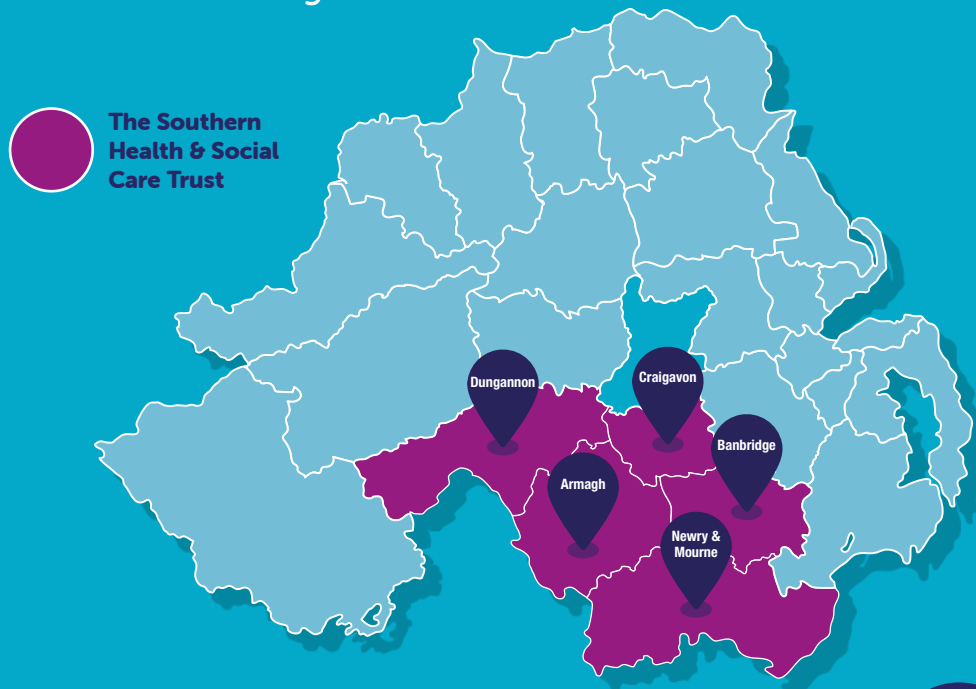 The Southern
Health & Social
Care Trust
Dungannon
Craigavon
Banbridge
Armagh
Newry &
Mourne